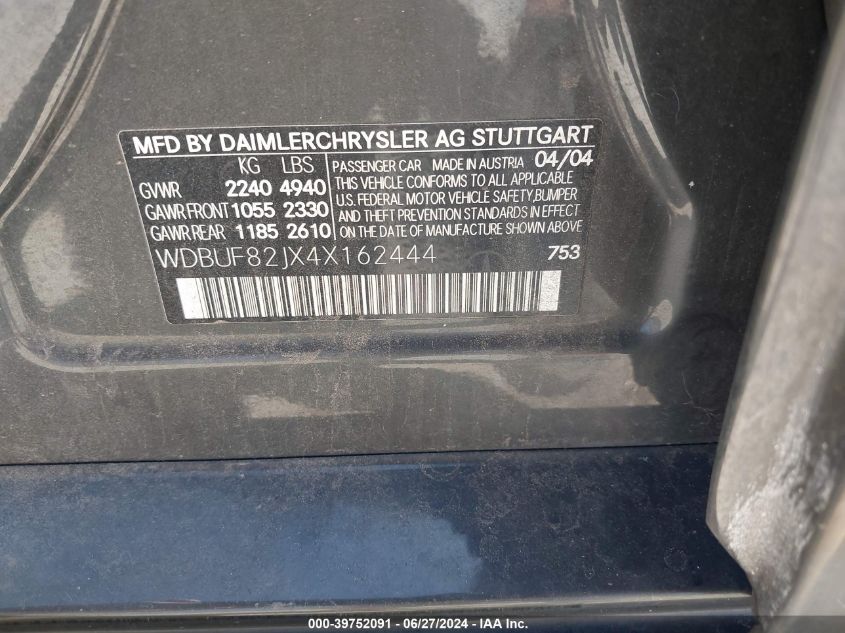 MFD BY DAIMLERCHRYSLER AG STUTTGART
KG LBS
GVWR 2240 4940
GAWR FRONT 1055 2330
GAWR REAR 1185 2610
PASSENGER CAR MADE IN AUSTRIA 04/04
THIS VEHICLE CONFORMS TO ALL APPLICABLE
U.S. FEDERAL MOTOR VEHICLE SAFETY,BUMPER
AND THEFT PREVENTION STANDARDS IN EFFECT
ON THE DATE OF MANUFACTURE SHOWN ABOVE
WDBUF82JX4X162444 753
000-39752091 - 06/27/2024 - Copyright IAA, Inc.